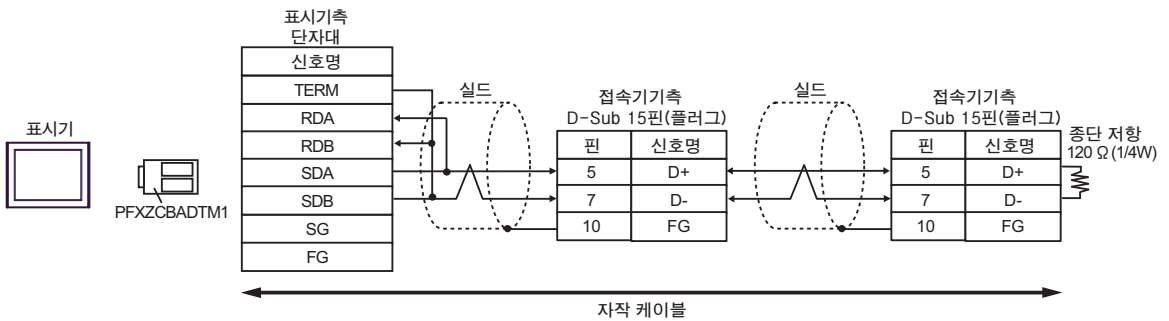 표시기
PFXZCBADTM1
표시기측
단자대
신호명
TERM
RDA
RDB
SDA
SDB
SG
FG
실드
접속기기측
D-Sub 15핀(플러그)
핀 신호명
5 D+
7 D-
10 FG
실드
접속기기측
D-Sub 15핀(플러그)
핀 신호명
5 D+
7 D-
10 FG
종단 저항
120 Ω (1/4W)
자작 케이블